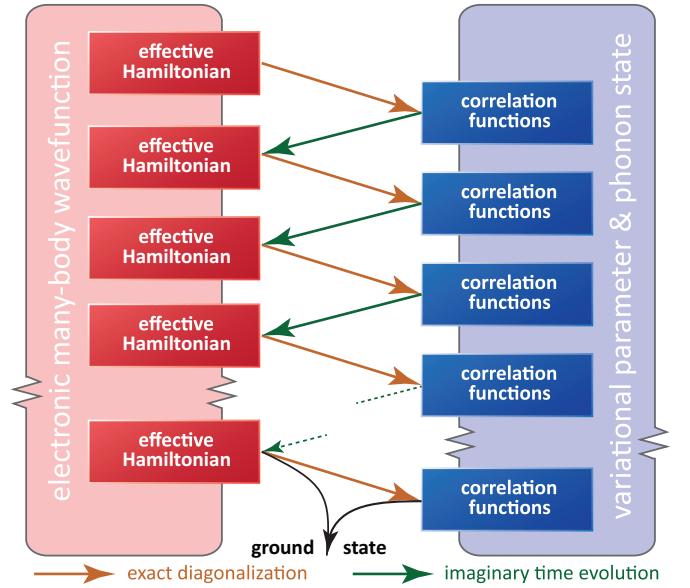 electronic many-body wavefunction
effective
Hamiltonian
effective
Hamiltonian
effective
Hamiltonian
effective
Hamiltonian
effective
Hamiltonian
correlation
functions
correlation
functions
correlation
functions
correlation
functions
correlation
functions
variational parameter & phonon state
ground state
exact diagonalization
imaginary time evolution